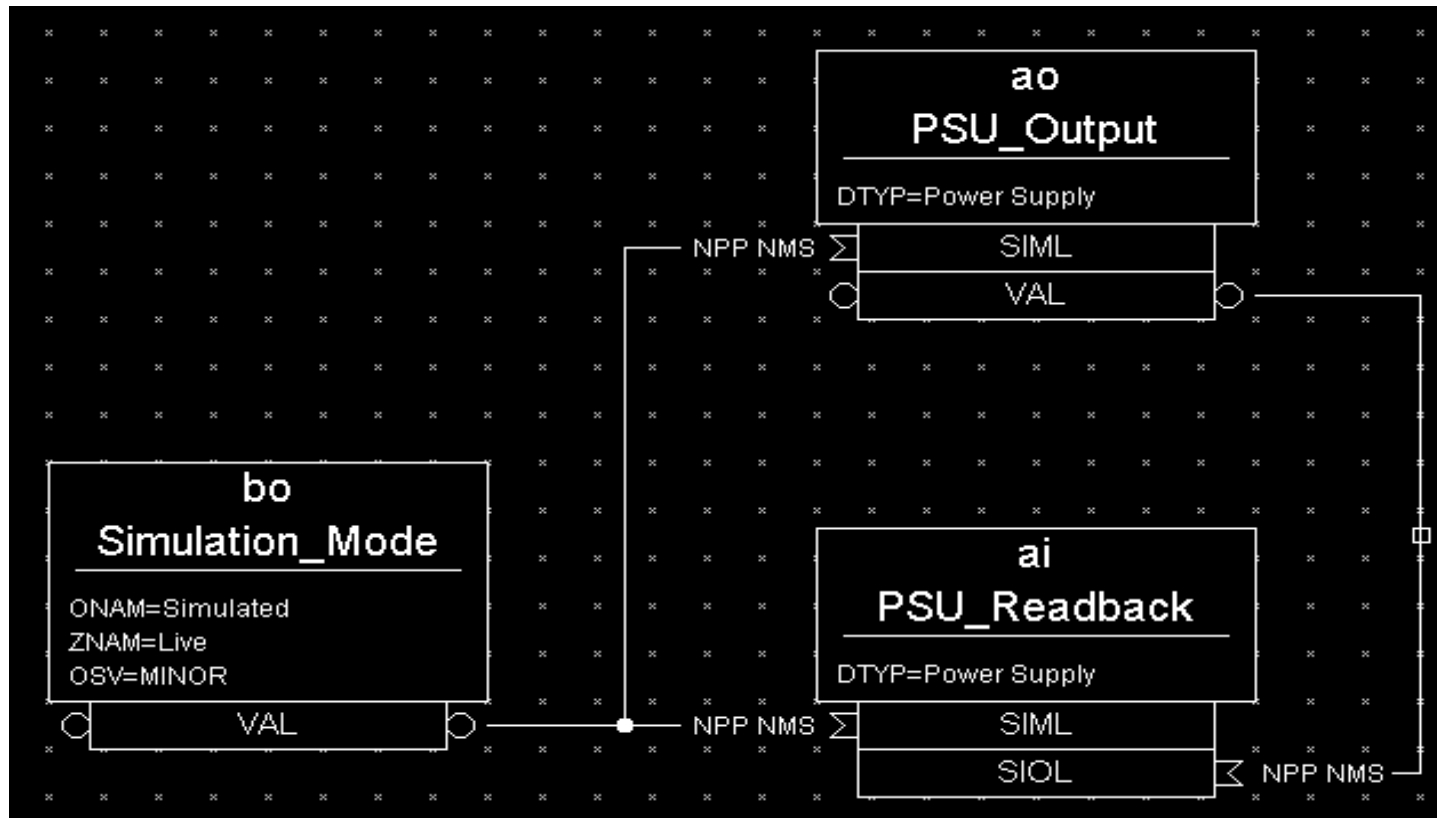 ao
PSU_Output
DTYP=Power Supply
NPP NMS
SIML
VAL
bo
Simulation_Mode
ONAM=Simulated
ZNAM=Live
OSV=MINOR
VAL
ai
PSU_Readback
DTYP=Power Supply
NPP NMS
SIML
SIOL
NPP NMS